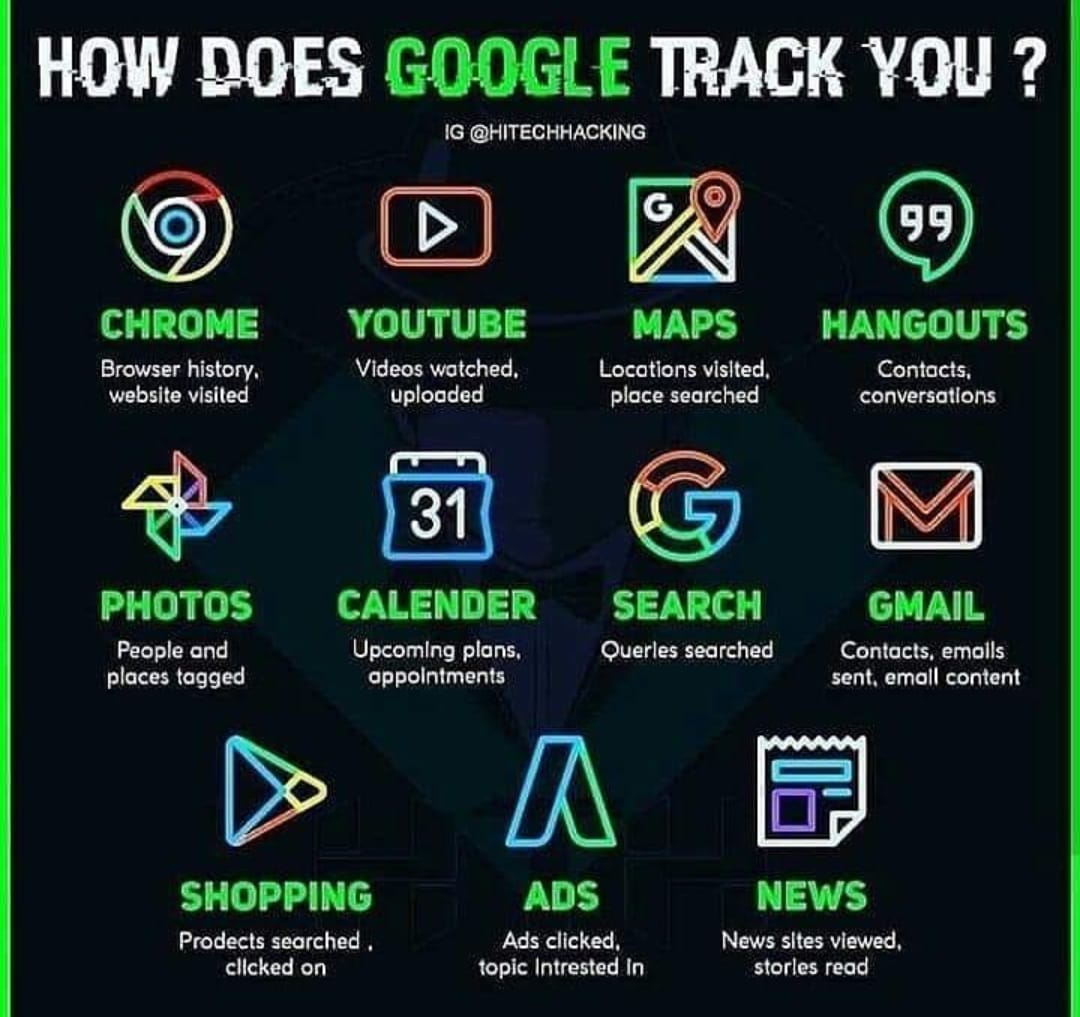 HOW DOES GOOGLE TRACK YOU ?
IG @HITECHHACKING
G
99
CHROME
YOUTUBE
MAPS
HANGOUTS
Browser history,
website visited
Videos watched,
uploaded
Locations visited,
place searched
Contacts,
conversations
31
PHOTOS
CALENDER
SEARCH
GMAIL
People and
places tagged
Upcoming plans,
appointments
Queries searched
Contacts, emails
sent, email content
SHOPPING
ADS
NEWS
Prodects searched ,
clicked on
Ads clicked,
topic Intrested In
News sites viewed,
stories read